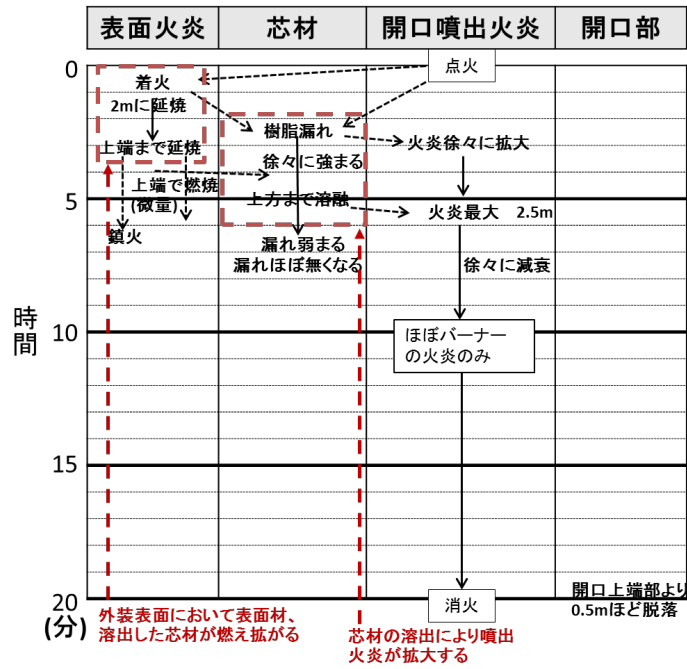 表面火炎
芯材
開口噴出火炎
開口部
0
点火
着火
2mに延焼
樹脂漏れ
火炎徐々に拡大
上端まで延焼
徐々に強まる
上端で燃焼
(微量)
5
上方まで溶融
火炎最大 2.5m
鎮火
漏れ弱まる
漏れほぼ無くなる
徐々に減衰
時間
10
ほぼバーナー
の火炎のみ
15
20
(分)
消火
開口上端部より
0.5mほど脱落
外装表面において表面材、
溶出した芯材が燃え拡がる
芯材の溶出により噴出
火炎が拡大する